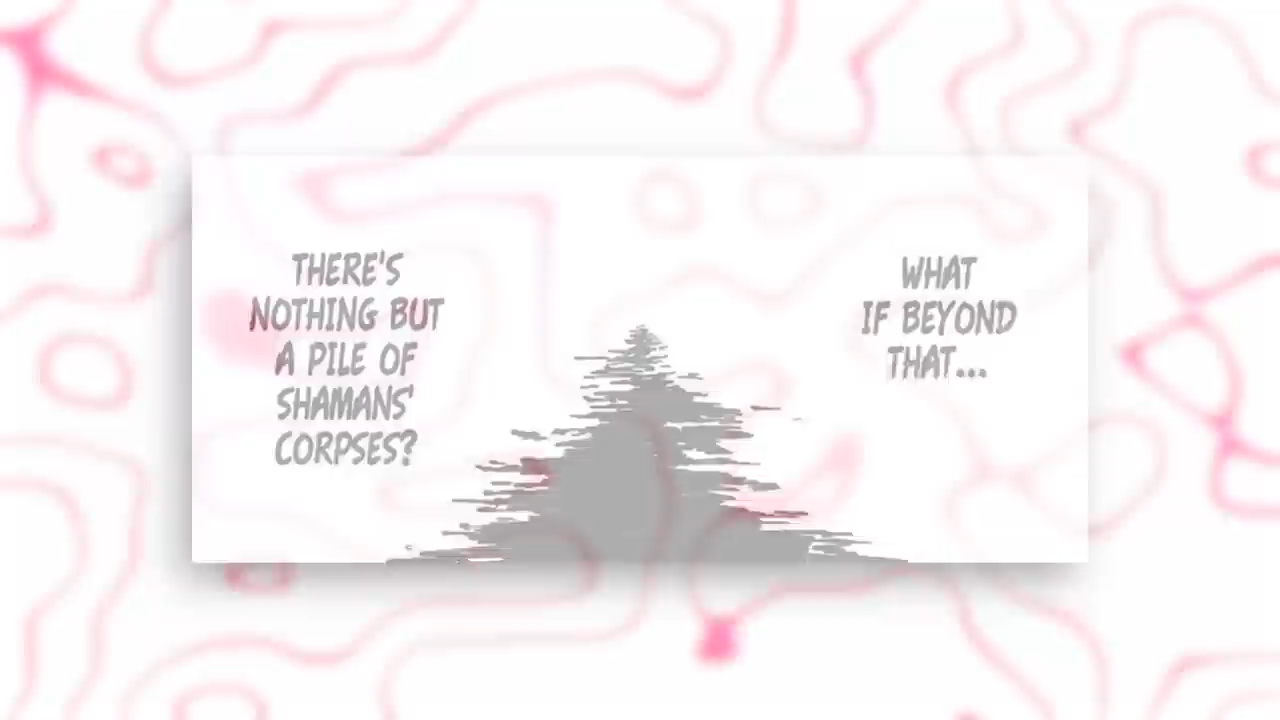 WHAT
IF BEYOND
THAT...
THERE'S
NOTHING BUT
A PILE OF
SHAMANS'
CORPSES?